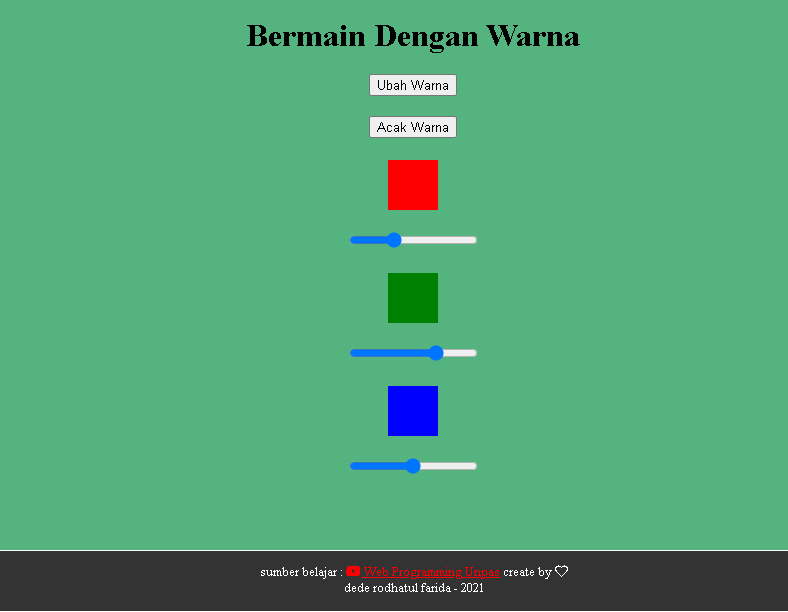 Bermain Dengan Warna
Ubah Warna
Acak Warna
sumber belajar : Web Programming Unpas create by
dede rodhatul farida - 2021